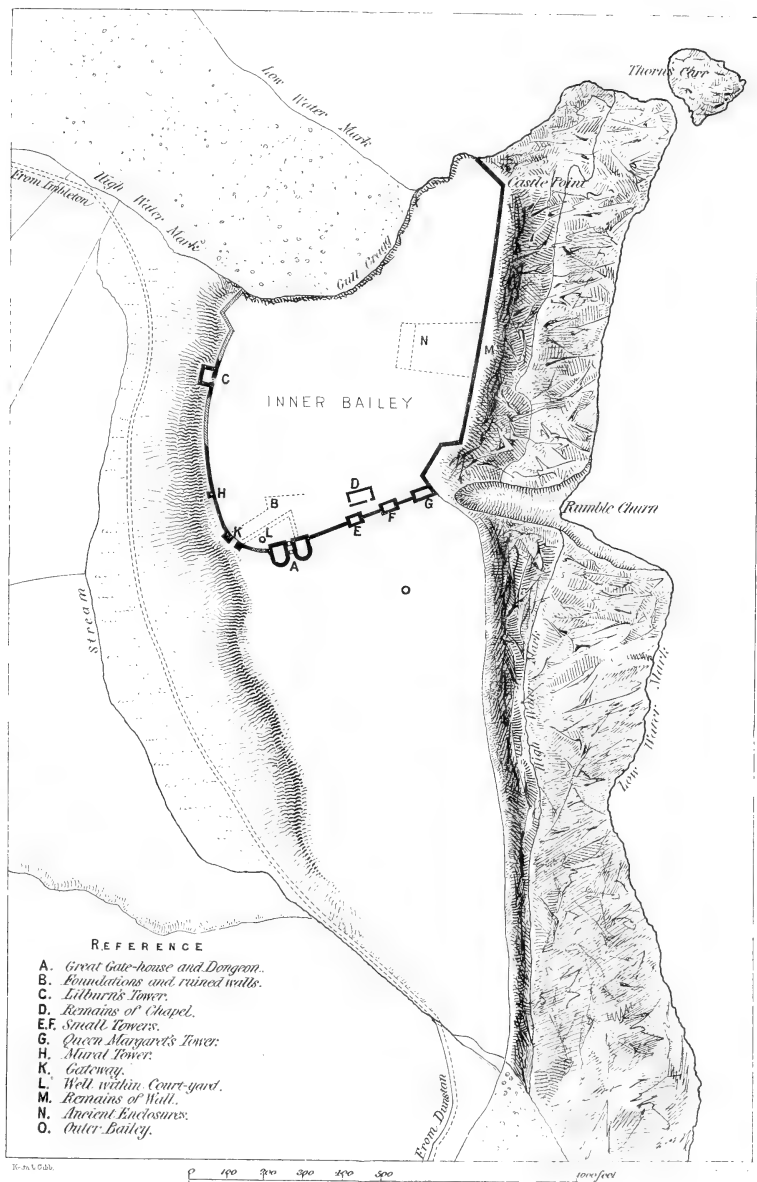 Thorns Carr
Low Water Mark
From Embleton
High Water Mark
Castle Point
Gull Craag
N
M
C
INNER BAILEY
D
H
B
G
F
Rumble Churn
K
L
E
A
O
Stream
High Water Mark
Low Water Mark
REFERENCE
A. Great Gate-house and Dongeon.
B. Foundations and ruined walls.
C. Lilburn's Tower.
D. Remains of Chapel.
E.F. Small Towers.
G. Queen Margaret's Tower.
H. Mural Tower.
K. Gateway.
L. Well within Court-yard.
M. Remains of Wall.
N. Ancient Enclosures.
O. Outer Bailey.
From Dunstan
0 100 200 300 400 500 1000 feet